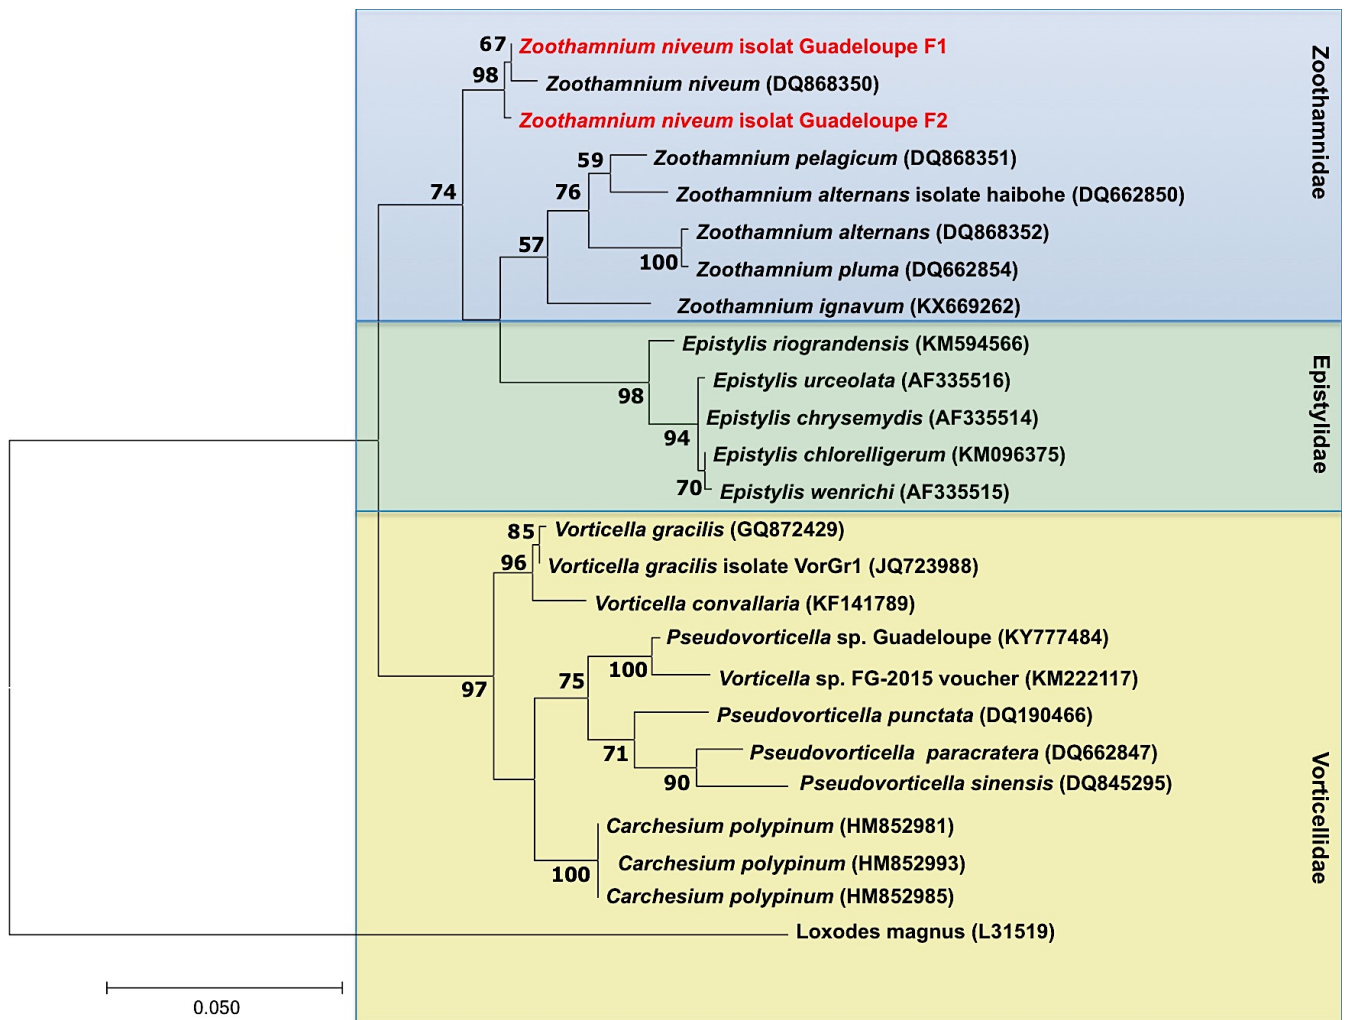 67
Zoothamnium niveum isolat Guadeloupe F1
98
Zoothamnium niveum (DQ868350)
Zoothamnium niveum isolat Guadeloupe F2
59
Zoothamnium pelagicum (DQ868351)
74
76
Zoothamnium alternans isolate haibohe (DQ662850)
Zoothamnium alternans (DQ868352)
57
100
Zoothamnium pluma (DQ662854)
Zoothamnium ignavum (KX669262)
Zoothamnidae
Epistylis riograndensis (KM594566)
Epistylis urceolata (AF335516)
98
Epistylis chrysemydis (AF335514)
94
Epistylis chlorelligerum (KM096375)
70
Epistylis wenrichi (AF335515)
Epistylidae
85
Vorticella gracilis (GQ872429)
96
Vorticella gracilis isolate VorGr1 (JQ723988)
Vorticella convallaria (KF141789)
Pseudovorticella sp. Guadeloupe (KY777484)
100
97
75
Vorticella sp. FG-2015 voucher (KM222117)
Pseudovorticella punctata (DQ190466)
71
Pseudovorticella paracratera (DQ662847)
90
Pseudovorticella sinensis (DQ845295)
Carchesium polypinum (HM852981)
Carchesium polypinum (HM852993)
100
Carchesium polypinum (HM852985)
Vorticellidae
Loxodes magnus (L31519)
0.050